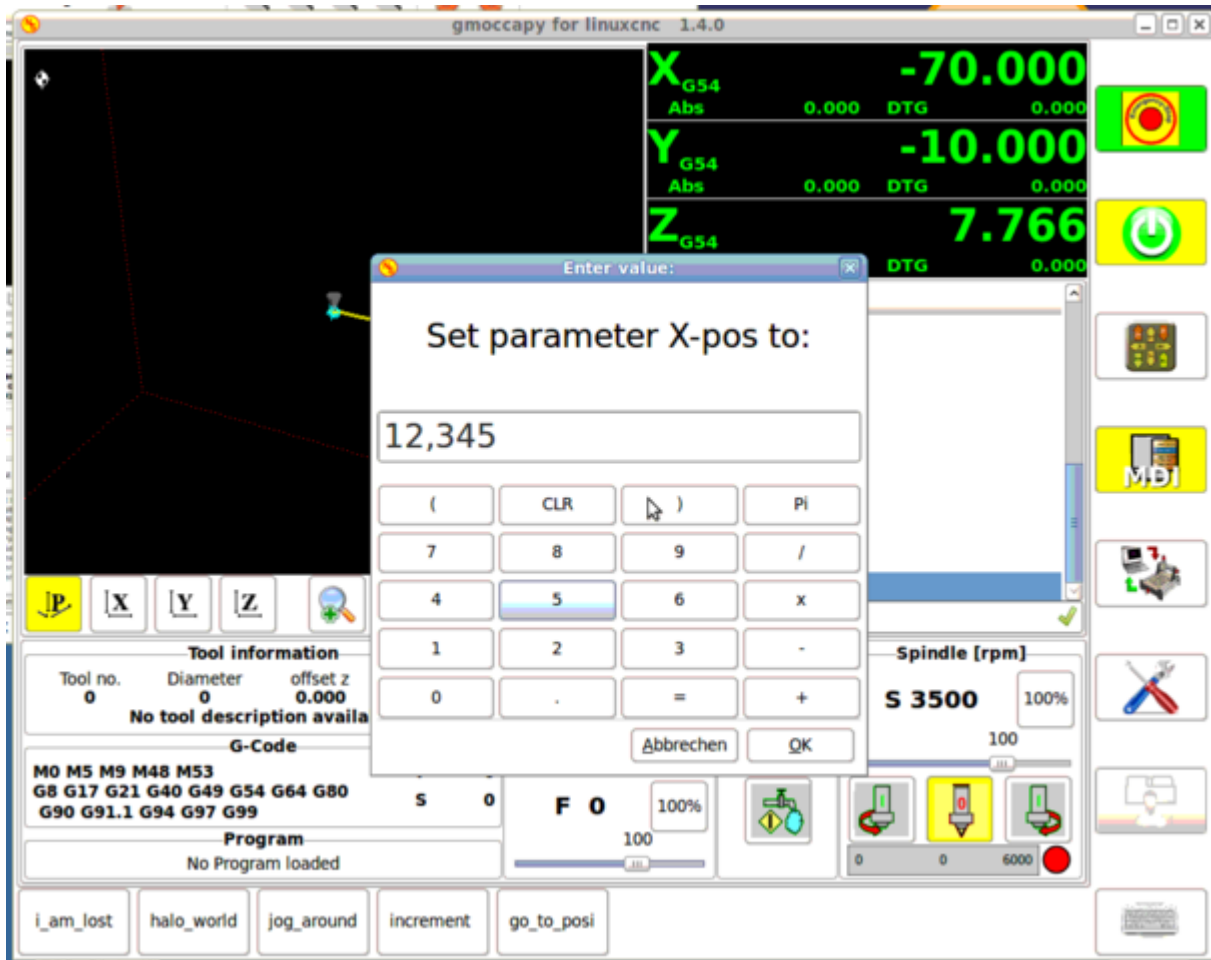 gmoccapy for linuxcnc 1.4.0
X G54 -70.000
Abs 0.000 DTG 0.000
Y G54 -10.000
Abs 0.000 DTG 0.000
Z G54 7.766
DTG 0.000
Enter value:
Set parameter X-pos to:
12,345
( CLR ) Pi
7 8 9 /
4 5 6 x
1 2 3 -
0 . = +
Abbrechen OK
MDI
P X Y Z
Tool information
Tool no. Diameter offset z
0 0 0.000
No tool description availa
G-Code
M0 M5 M9 M48 M53
G8 G17 G21 G40 G49 G54 G64 G80
G90 G91.1 G94 G97 G99
Program
No Program loaded
S 0
F 0 100%
100
Spindle [rpm]
S 3500 100%
100
I 0 I
0 0 6000
i_am_lost halo_world jog_around increment go_to_posi